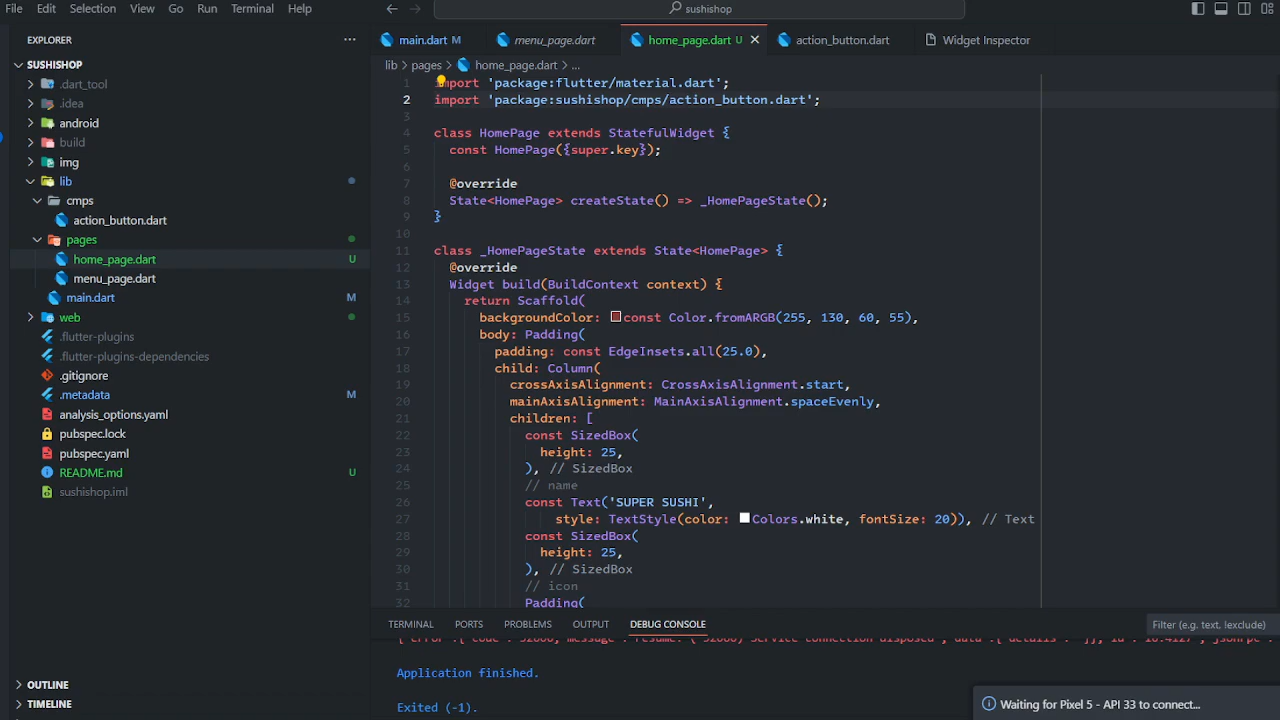 File Edit Selection View Go Run Terminal Help
sushishop
EXPLORER
main.dart M
menu_page.dart
home_page.dart U
action_button.dart
Widget Inspector
SUSHISHOP
lib > pages > home_page.dart > ...
.dart_tool
.idea
android
build
img
lib
cmps
action_button.dart
pages
home_page.dart U
menu_page.dart
main.dart M
web
.flutter-plugins
.flutter-plugins-dependencies
.gitignore
.metadata M
analysis_options.yaml
pubspec.lock
pubspec.yaml
README.md U
sushishop.iml
OUTLINE
TIMELINE
1 import 'package:flutter/material.dart';
2 import 'package:sushishop/cmps/action_button.dart';
3
4 class HomePage extends StatefulWidget {
5 const HomePage({super.key});
6
7 @override
8 State<HomePage> createState() => _HomePageState();
9 }
10
11 class _HomePageState extends State<HomePage> {
12 @override
13 Widget build(BuildContext context) {
14 return Scaffold(
15 backgroundColor: const Color.fromARGB(255, 130, 60, 55),
16 body: Padding(
17 padding: const EdgeInsets.all(25.0),
18 child: Column(
19 crossAxisAlignment: CrossAxisAlignment.start,
20 mainAxisAlignment: MainAxisAlignment.spaceEvenly,
21 children: [
22 const SizedBox(
23 height: 25,
24 ), // SizedBox
25 // name
26 const Text('SUPER SUSHI',
27 style: TextStyle(color: Colors.white, fontSize: 20)), // Text
28 const SizedBox(
29 height: 25,
30 ), // SizedBox
31 // icon
32 Padding(
TERMINAL PORTS PROBLEMS OUTPUT DEBUG CONSOLE
Filter (e.g. text, !exclude)
Application finished.
Exited (-1).
Waiting for Pixel 5 - API 33 to connect...